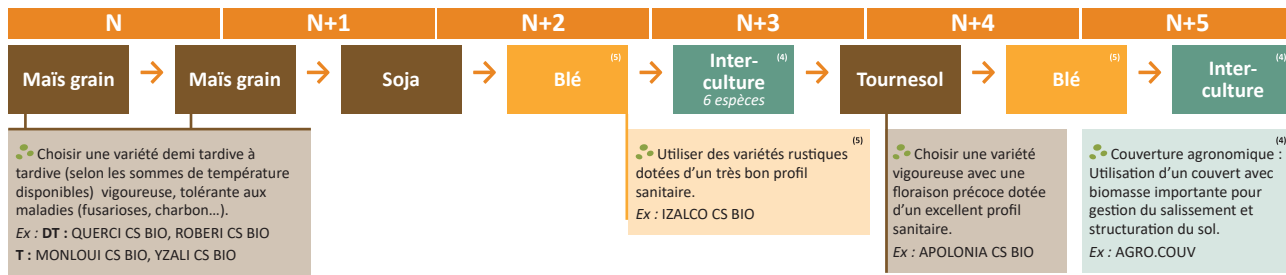 N
N+1
N+2
N+3
N+4
N+5
Maïs grain
Maïs grain
Soja
Blé
(5)
Inter-
culture
6 espèces
(4)
Tournesol
Blé
(5)
Inter-
culture
(4)
Choisir une variété demi tardive à
tardive (selon les sommes de température
disponibles) vigoureuse, tolérante aux
maladies (fusarioses, charbon...).
Ex : DT : QUERCI CS BIO, ROBERI CS BIO
T : MONLOUI CS BIO, YZALI CS BIO
(5)
Utiliser des variétés rustiques
dotées d'un très bon profil
sanitaire.
Ex : IZALCO CS BIO
Choisir une variété
vigoureuse avec une
floraison précoce dotée
d'un excellent profil
sanitaire.
Ex : APOLONIA CS BIO
(4)
Couverture agronomique :
Utilisation d'un couvert avec
biomasse importante pour
gestion du salissement et
structuration du sol.
Ex : AGRO.COUV